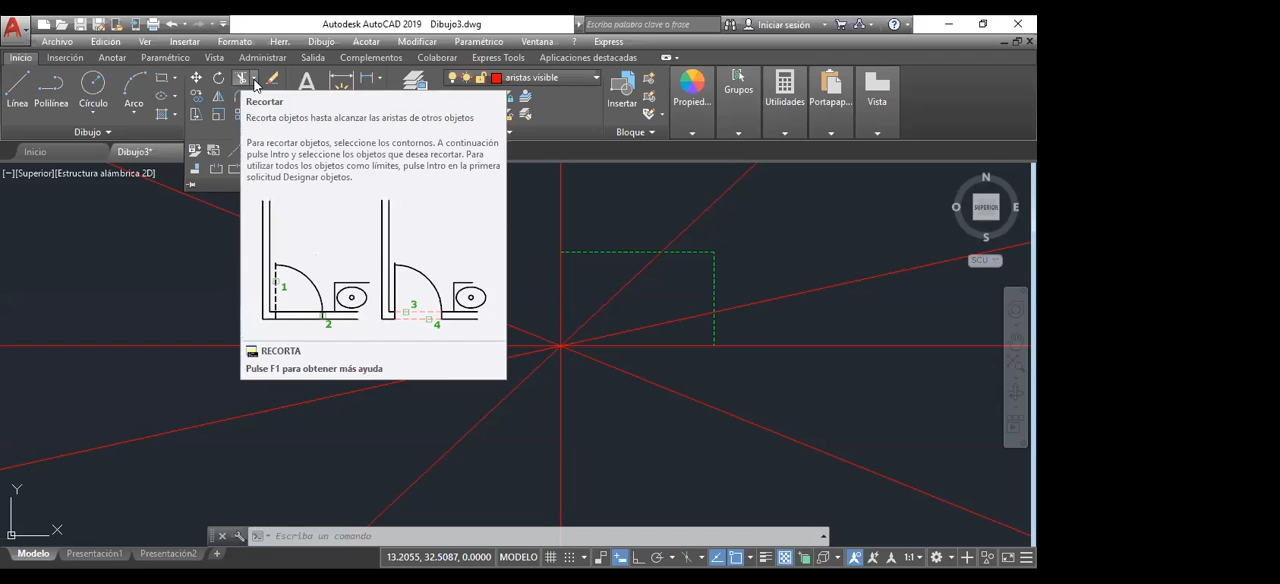 Autodesk AutoCAD 2019 Dibujo3.dwg
Escriba palabra clave o frase
Iniciar sesión
Archivo Edición Ver Insertar Formato Herr. Dibujo Acotar Modificar Paramétrico Ventana ? Express
Inicio Inserción Anotar Paramétrico Vista Administrar Salida Complementos Colaborar Express Tools Aplicaciones destacadas
aristas visible
Línea Polilínea Círculo Arco
Insertar
Propied... Grupos Utilidades Portapap... Vista
Dibujo
Bloque
Recortar
Recorta objetos hasta alcanzar las aristas de otros objetos
Para recortar objetos, seleccione los contornos. A continuación
pulse Intro y seleccione los objetos que desea recortar. Para
utilizar todos los objetos como límites, pulse Intro en la primera
solicitud Designar objetos.
1
2
3
4
RECORTA
Pulse F1 para obtener más ayuda
Inicio Dibujo3*
[−][Superior][Estructura alámbrica 2D]
N
O SUPERIOR E
S
SCU
Y
X
Escriba un comando
Modelo Presentación1 Presentación2 +
13.2055, 32.5087, 0.0000 MODELO
1:1